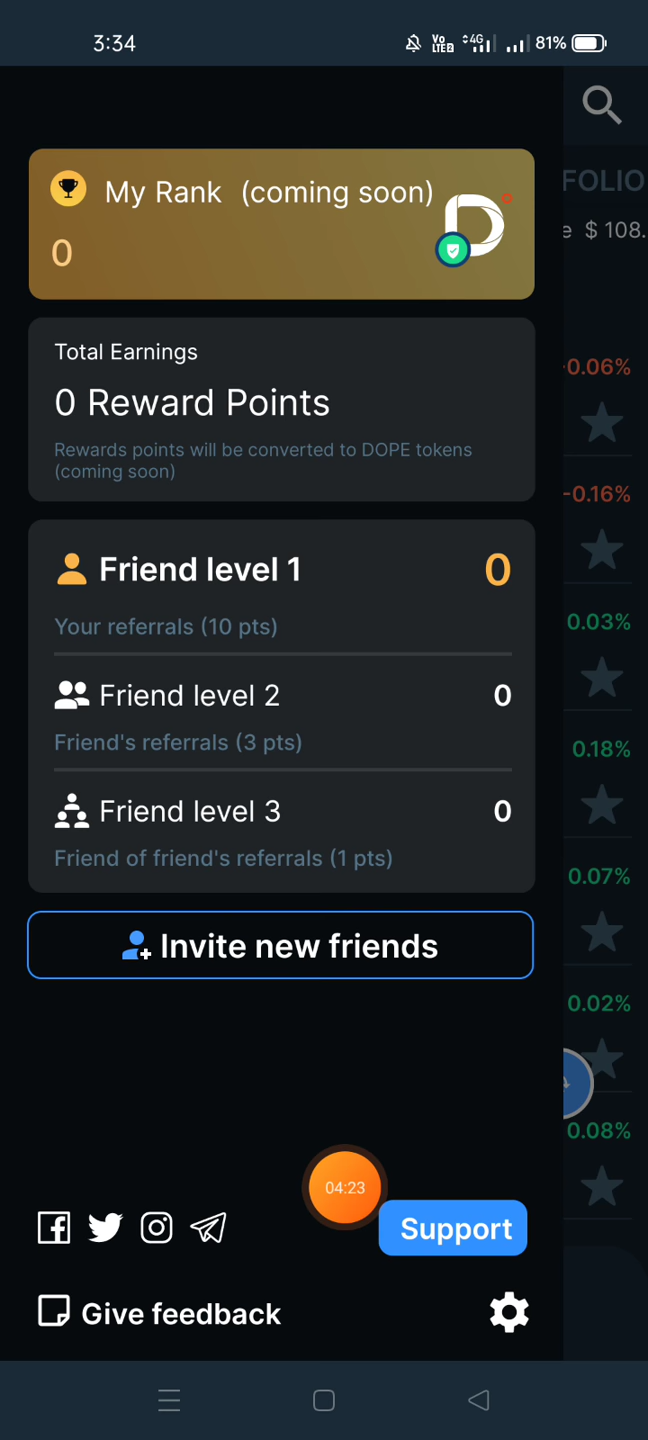 3:34
Vo LTE2 4G 81%
FOLIO
My Rank (coming soon)
e $ 108.
0
Total Earnings
-0.06%
0 Reward Points
Rewards points will be converted to DOPE tokens
(coming soon)
-0.16%
Friend level 1 0
Your referrals (10 pts)
0.03%
Friend level 2 0
Friend's referrals (3 pts)
0.18%
Friend level 3 0
Friend of friend's referrals (1 pts)
0.07%
Invite new friends
0.02%
0.08%
04:23
Support
Give feedback